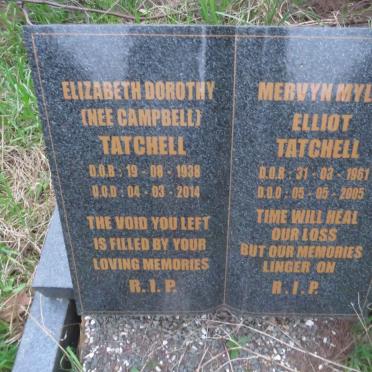 ELIZABETH DOROTHY
(NEE CAMPBELL)
TATCHELL
D.O.B : 19 - 08 - 1938
D.O.D : 04 - 03 - 2014
THE VOID YOU LEFT
IS FILLED BY YOUR
LOVING MEMORIES
R.I.P.
MERVYN
ELLIOT
TATCHELL
D.O.B : 31 - 03 - 1961
D.O.D - 05 - 05 - 2005
TIME WILL HEAL
OUR LOSS
BUT OUR MEMORIES
LINGER ON
R.I.P.